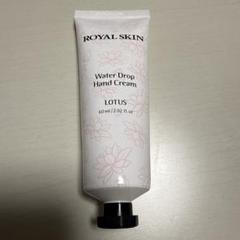 ROYAL SKIN
Water Drop
Hand Cream
LOTUS
60 ml / 2.02 fl. oz